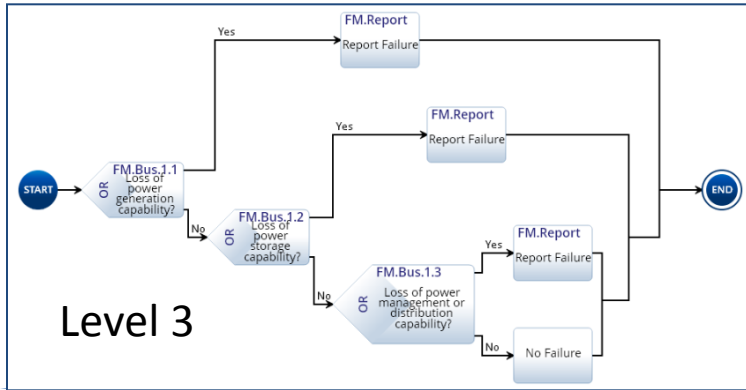 FM.Report
Report Failure
Yes
FM.Report
Report Failure
Yes
START
FM.Bus.1.1
OR
Loss of
power
generation
capability?
No
END
FM.Bus.1.2
OR
Loss of
power
storage
capability?
No
FM.Report
Report Failure
Yes
FM.Bus.1.3
OR
Loss of power
management or
distribution
capability?
No
No Failure
Level 3